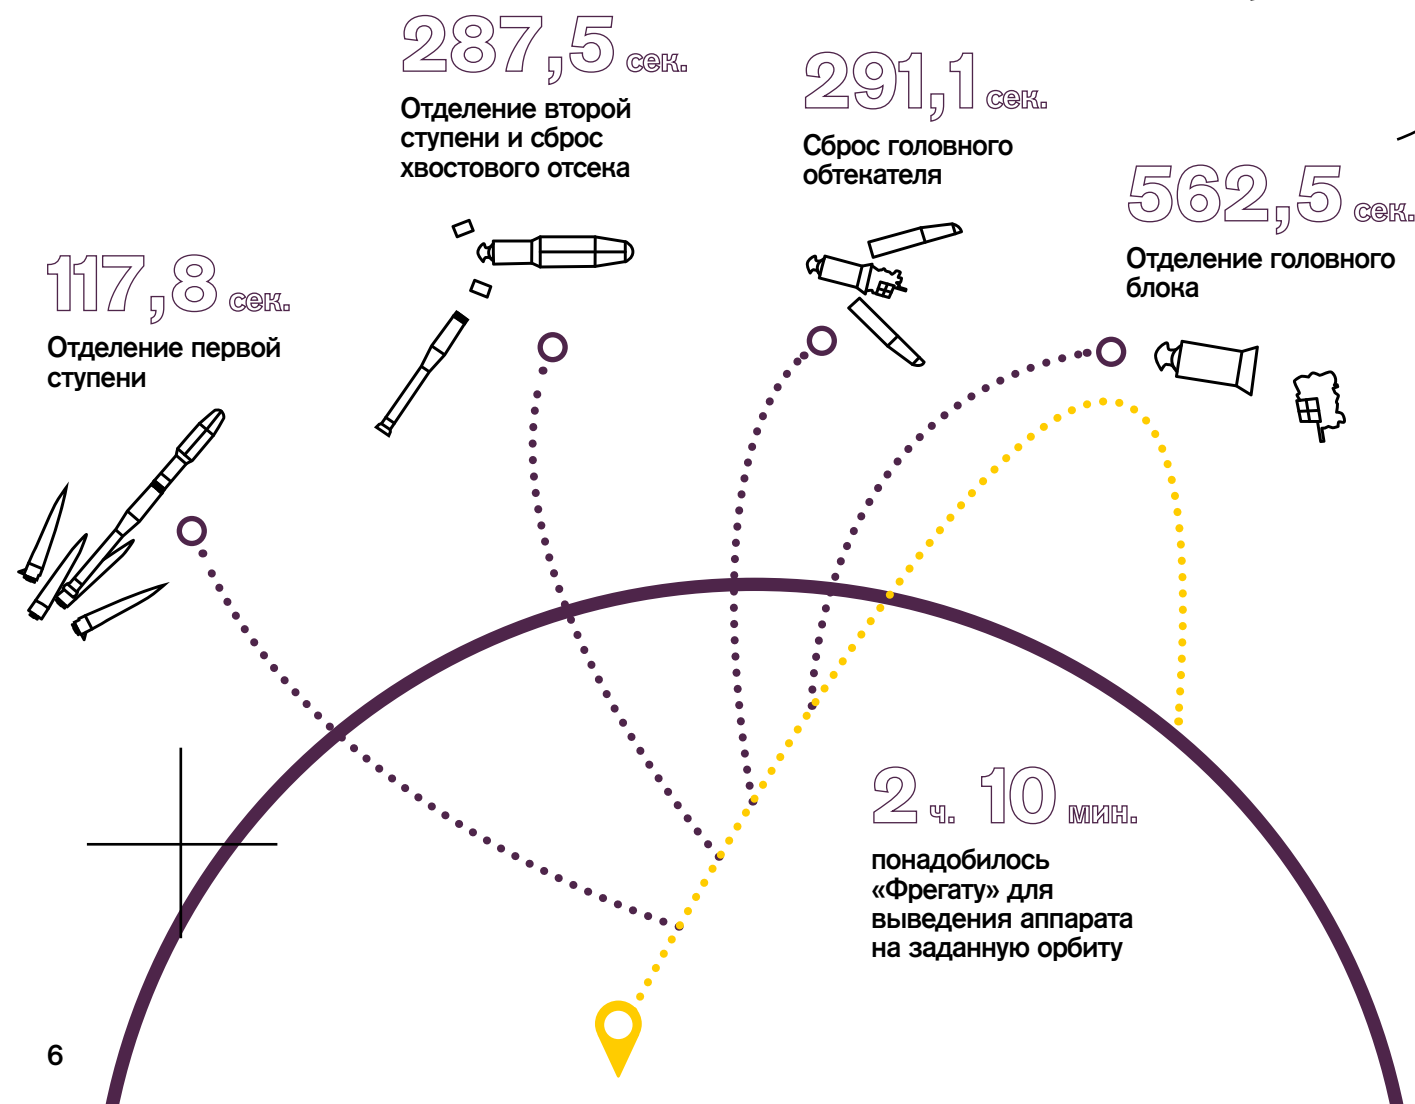 287,5 сек.
Отделение второй
ступени и сброс
хвостового отсека
291,1 сек.
Сброс головного
обтекателя
562,5 сек.
Отделение головного
блока
117,8 сек.
Отделение первой
ступени
2 ч. 10 мин.
понадобилось
«Фрегату» для
выведения аппарата
на заданную орбиту
6